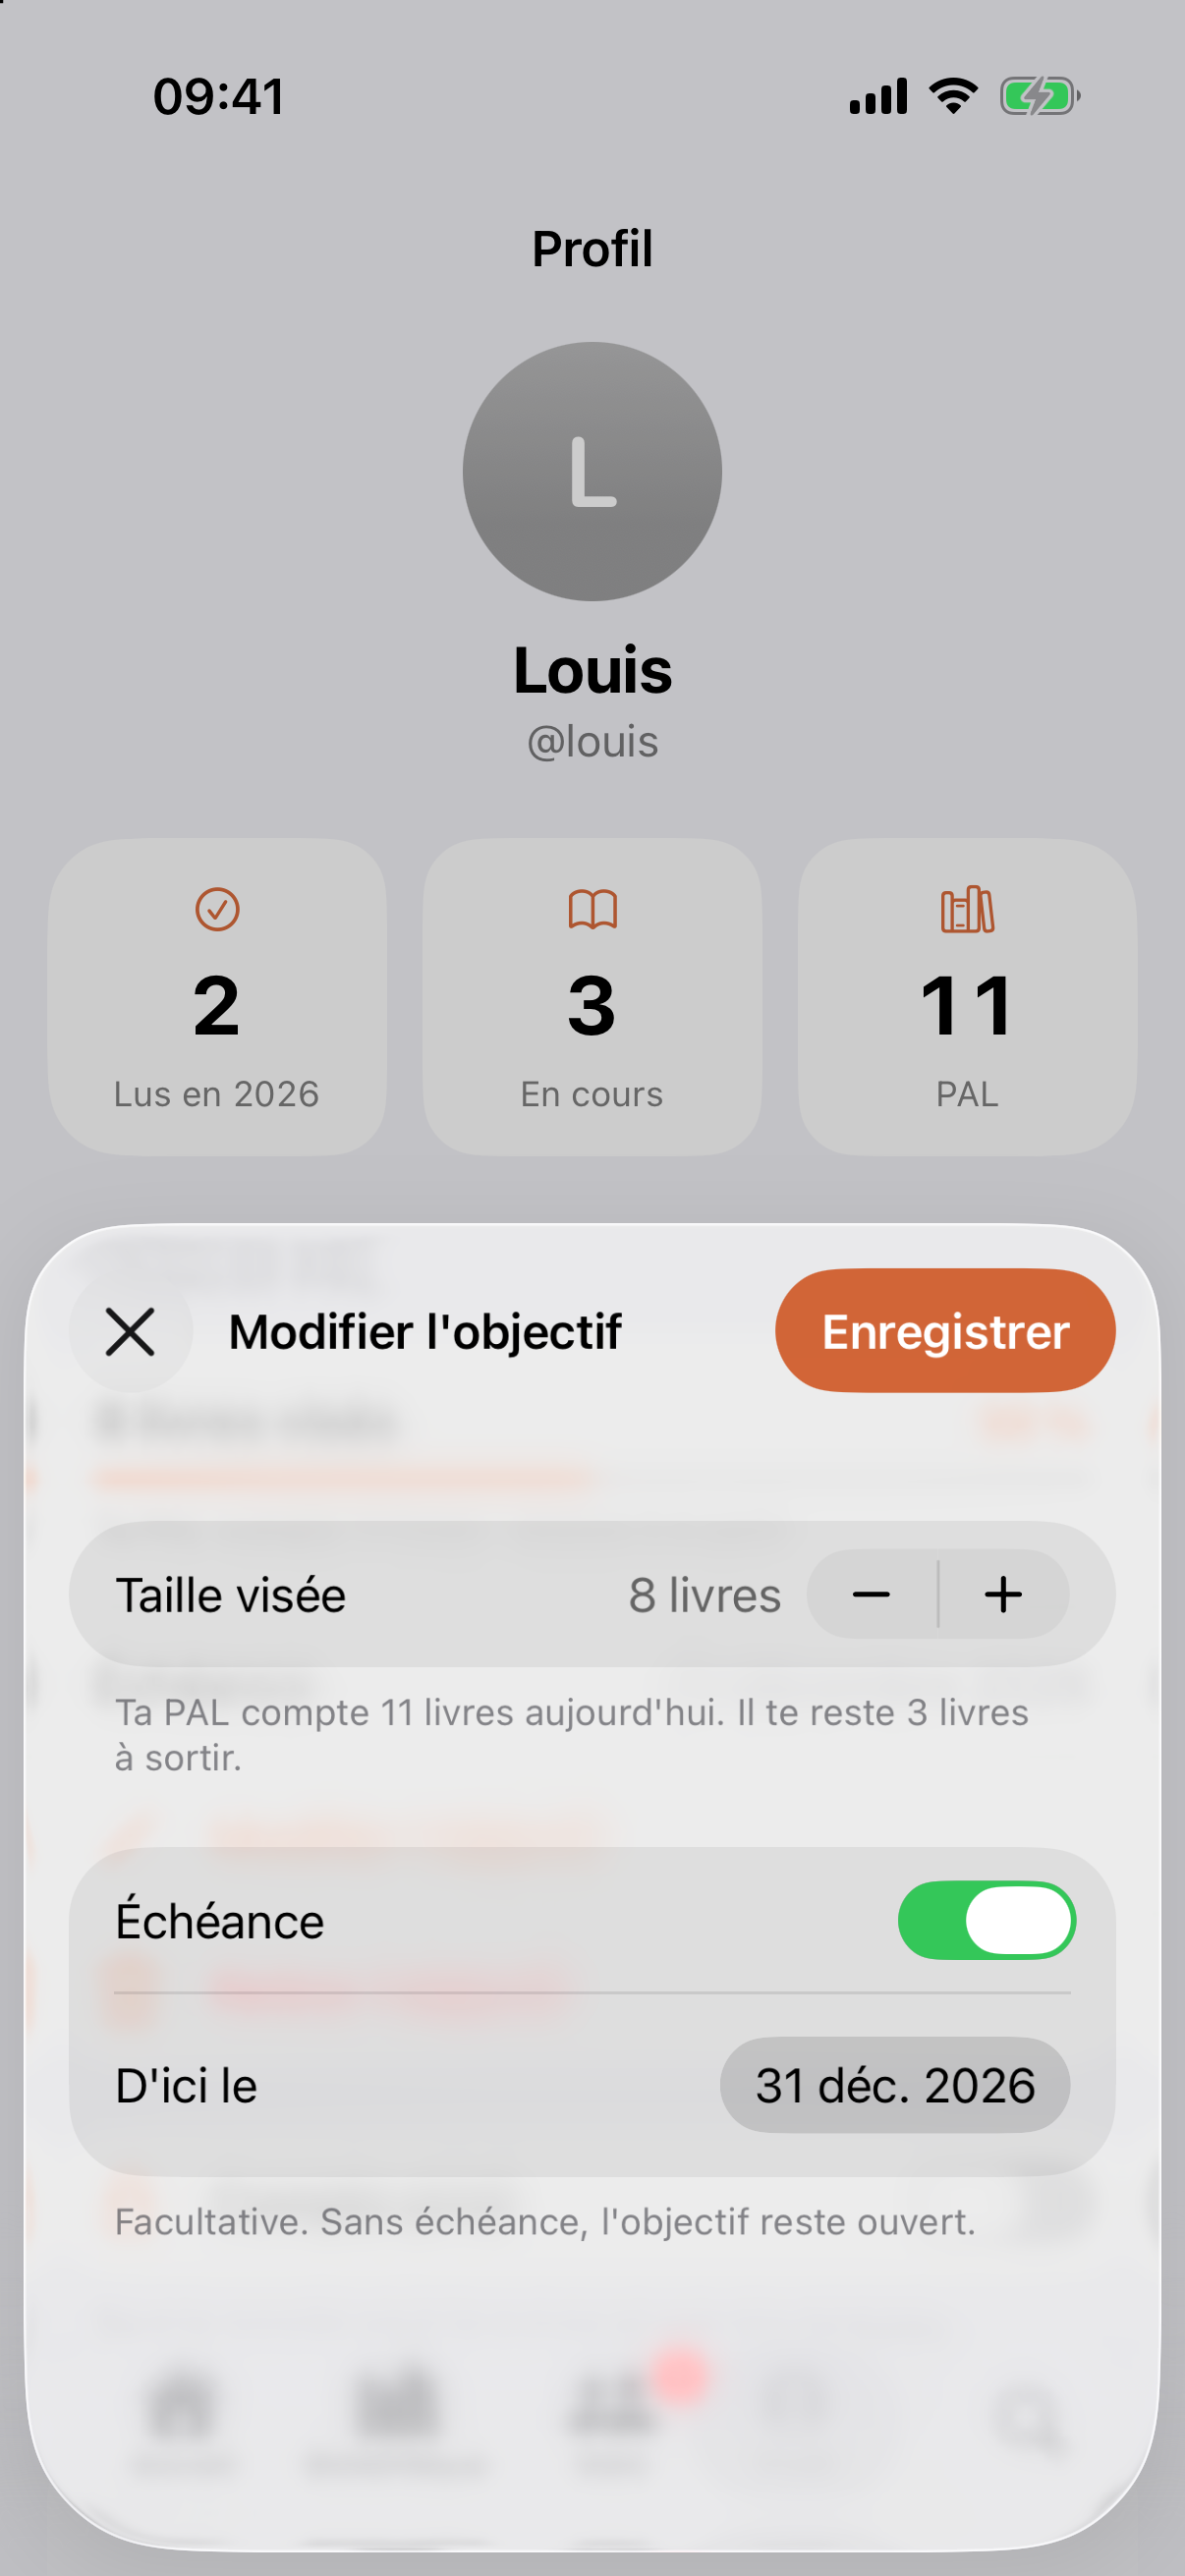 09:41
Profil
L
Louis
@louis
2
Lus en 2026
3
En cours
11
PAL
Modifier l'objectif
Enregistrer
Taille visée
8 livres
Ta PAL compte 11 livres aujourd'hui. Il te reste 3 livres
à sortir.
Échéance
D'ici le
31 déc. 2026
Facultative. Sans échéance, l'objectif reste ouvert.